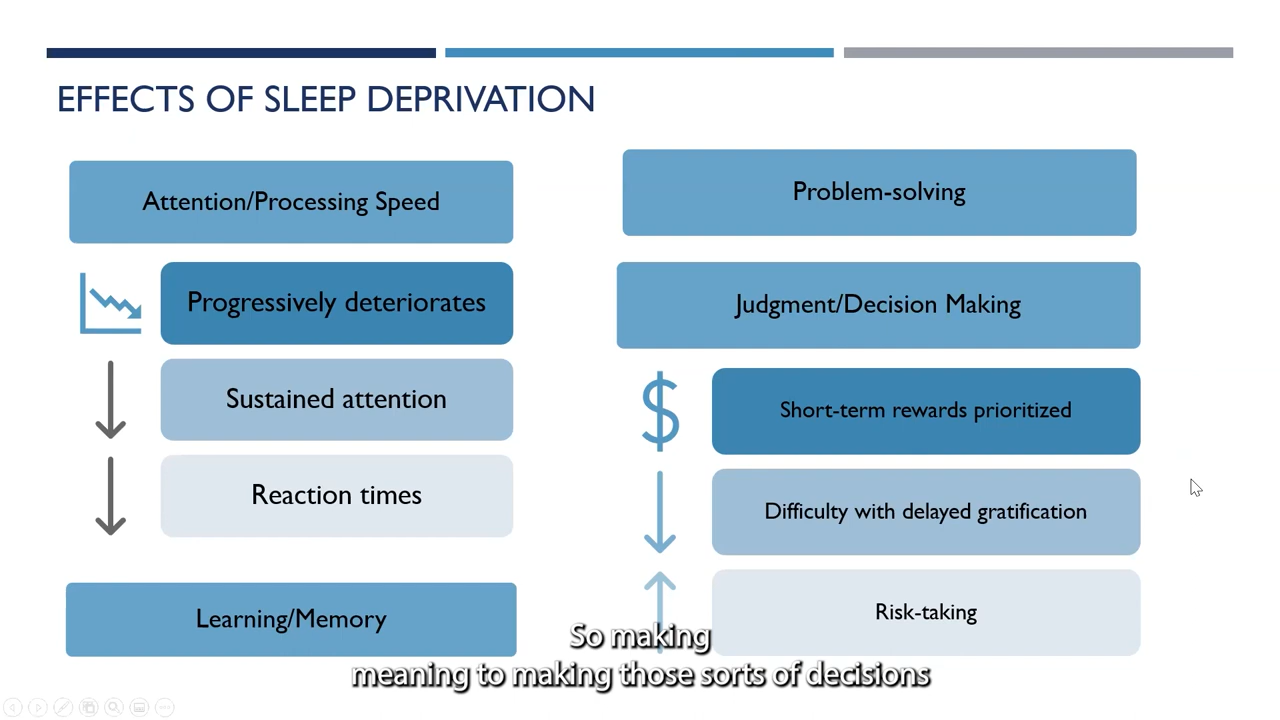 EFFECTS OF SLEEP DEPRIVATION
Attention/Processing Speed
Progressively deteriorates
Sustained attention
Reaction times
Learning/Memory
Problem-solving
Judgment/Decision Making
$
Short-term rewards prioritized
Difficulty with delayed gratification
Risk-taking
So making
meaning to making those sorts of decisions